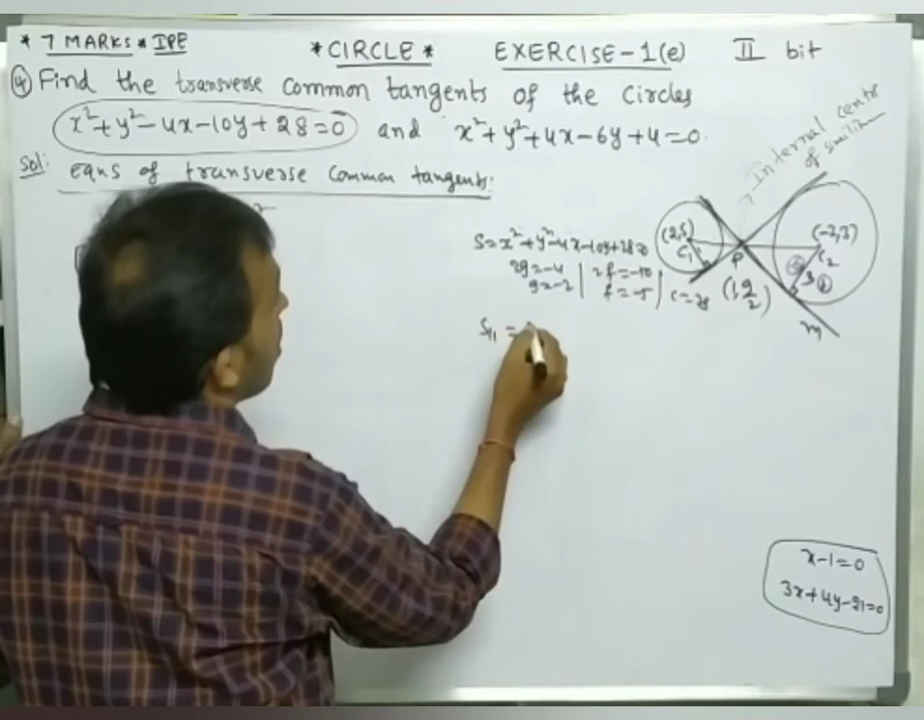 * 7 MARKS * IPE
* CIRCLE * EXERCISE-1(e) II bit
④ Find the transverse common tangents of the Circles
x²+y²-4x-10y+28=0 and x²+y²+4x-6y+4=0.
Sol: Eqns of transverse Common tangents:
Internal centre of similitu
S=x²+y²-4x-10y+28=0
2g=-4 | 2f=-10
g=-2 | f=-5 | c=28
S₁₁ =
(2,5)
C₁
P
(1, 9/2)
(-2,3)
C₂
3
m
x-1=0
3x+4y-21=0